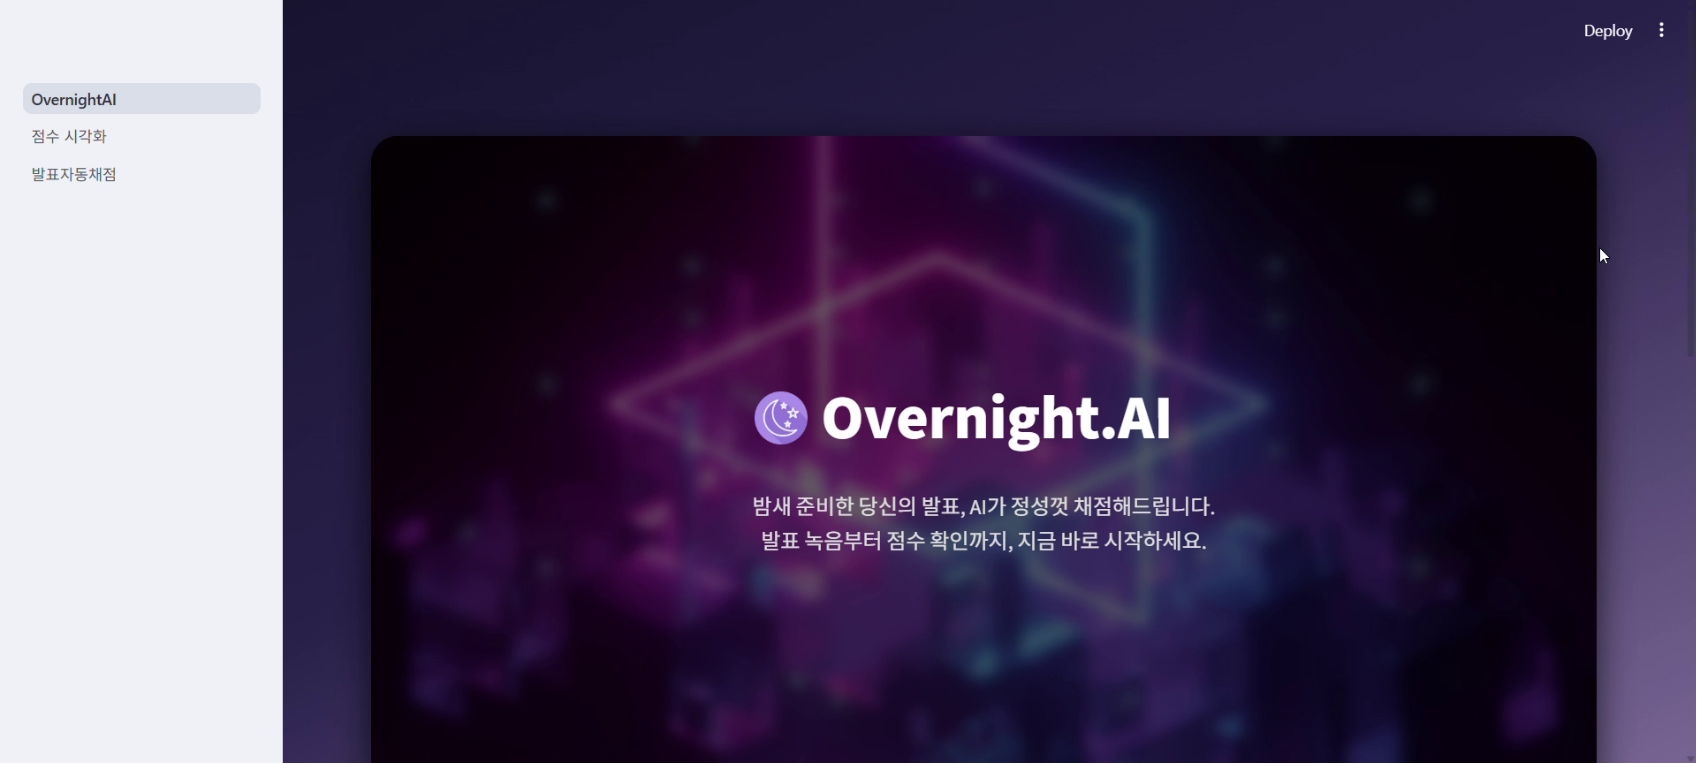 Deploy
OvernightAI
점수 시각화
발표자동채점
Overnight.AI
밤새 준비한 당신의 발표, AI가 정성껏 채점해드립니다.
발표 녹음부터 점수 확인까지, 지금 바로 시작하세요.